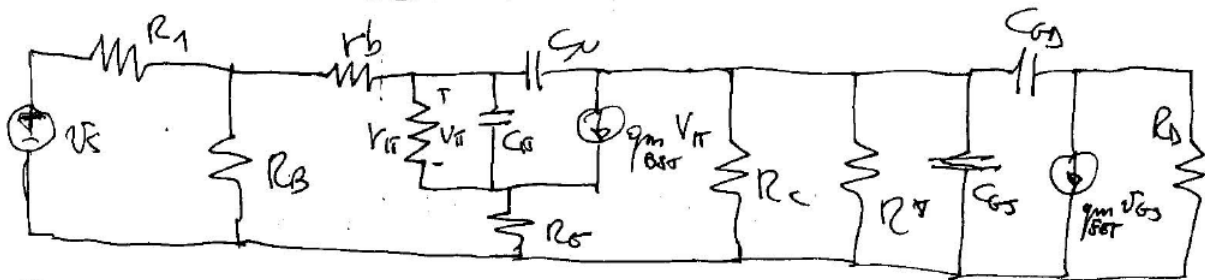 R1
rb
Cμ
CGD
vs
RB
rπ
+
Vπ
-
Cπ
gm Vπ
BJT
RE
RC
R*
CGS
gm vGS
FET
RD